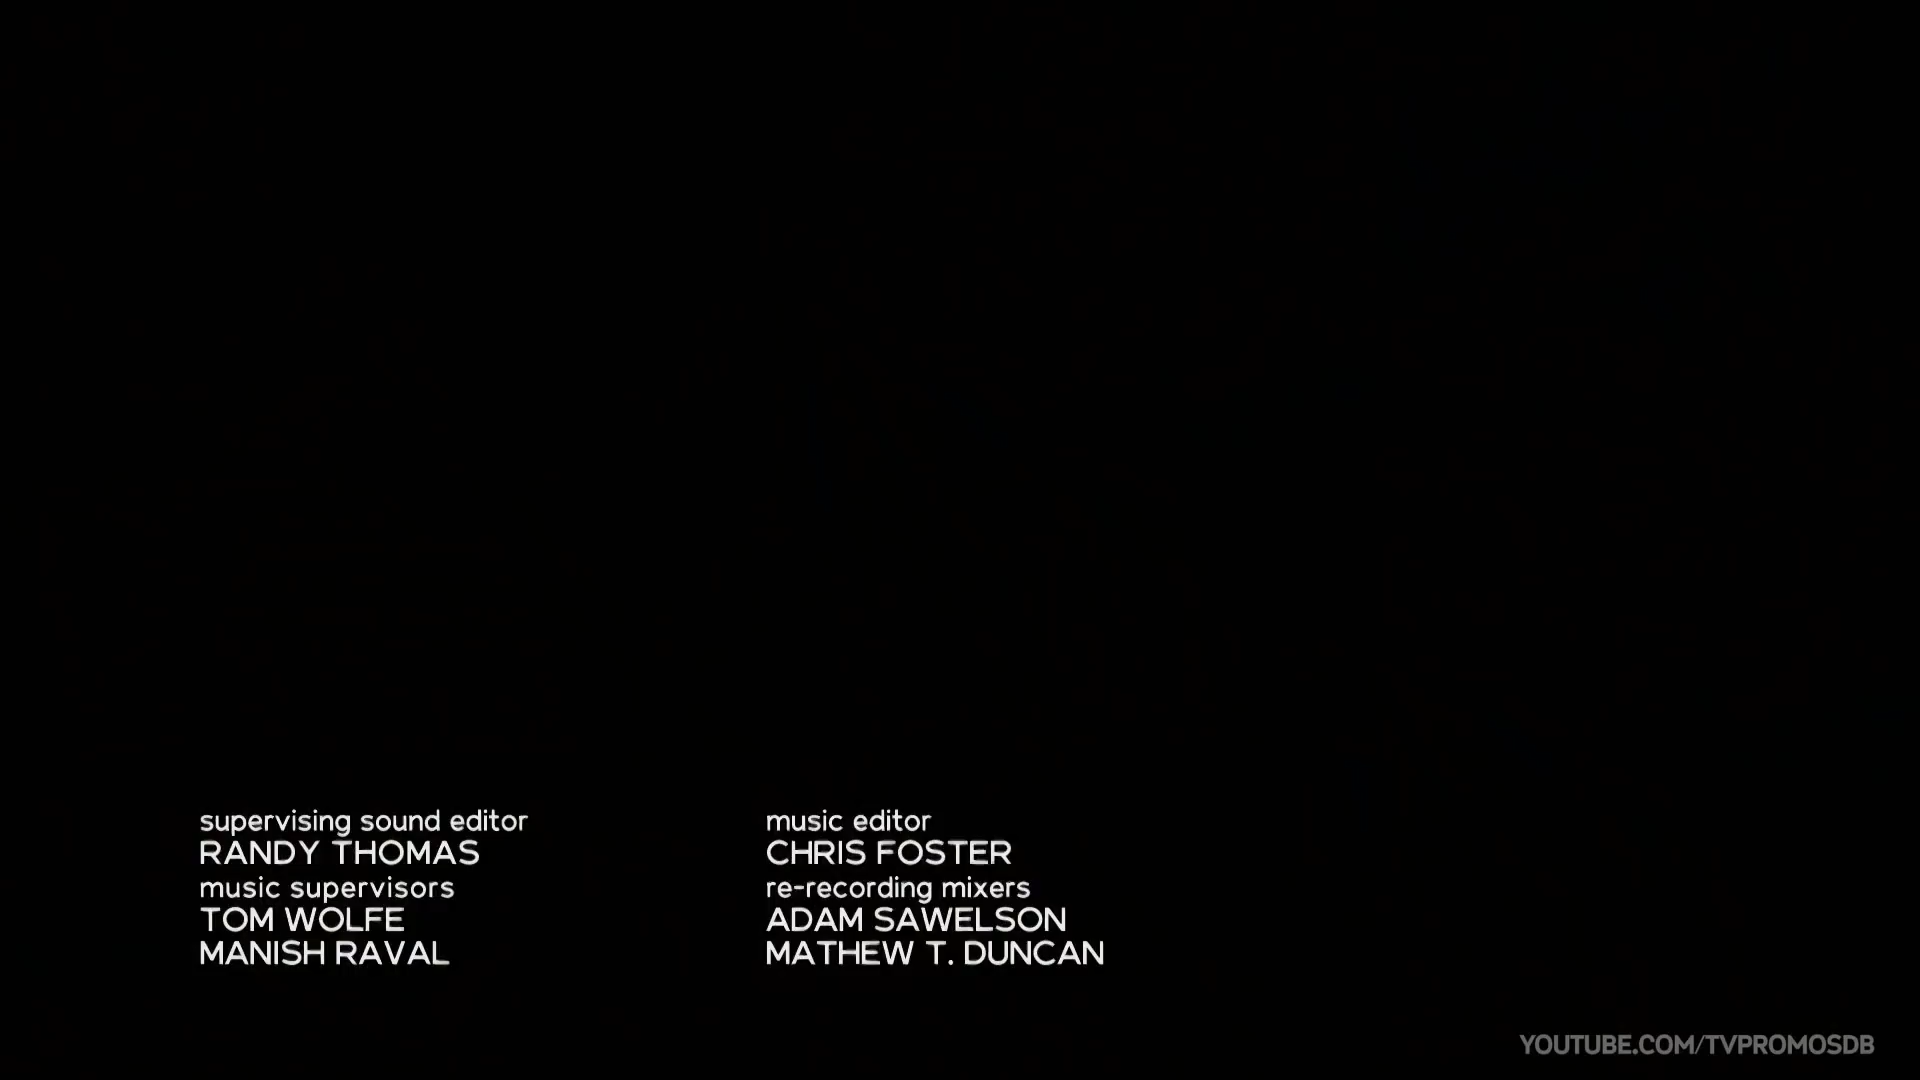 supervising sound editor
RANDY THOMAS
music supervisors
TOM WOLFE
MANISH RAVAL
music editor
CHRIS FOSTER
re-recording mixers
ADAM SAWELSON
MATHEW T. DUNCAN
YOUTUBE.COM/TVPROMOSDB